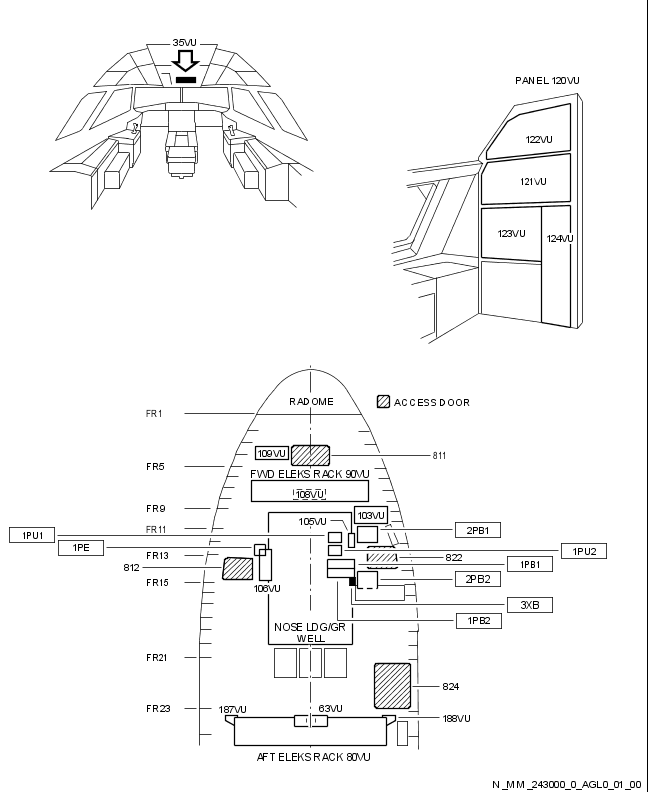 35VU
PANEL 120VU
122VU
121VU
123VU
124VU
RADOME
ACCESS DOOR
FR1
109VU
811
FR5
FWD ELEKS RACK 90VU
108VU
FR9
103VU
105VU
FR11
2PB1
1PU1
1PE
1PU2
FR13
822
812
1PB1
FR15
2PB2
106VU
3XB
1PB2
NOSE LDG/GR
WELL
FR21
824
FR23
187VU
63VU
188VU
AFT ELEKS RACK 80VU
N_MM_243000_0_AGL0_01_00